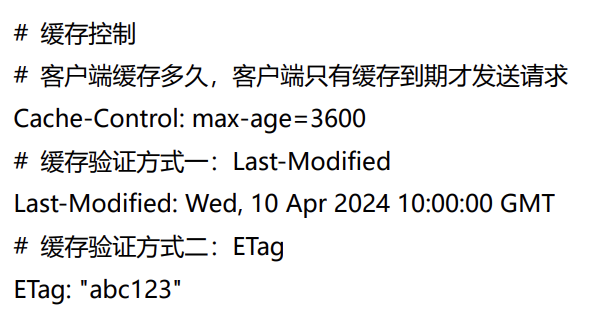 # 缓存控制
# 客户端缓存多久，客户端只有缓存到期才发送请求
Cache-Control: max-age=3600
# 缓存验证方式一：Last-Modified
Last-Modified: Wed, 10 Apr 2024 10:00:00 GMT
# 缓存验证方式二：ETag
ETag: "abc123"